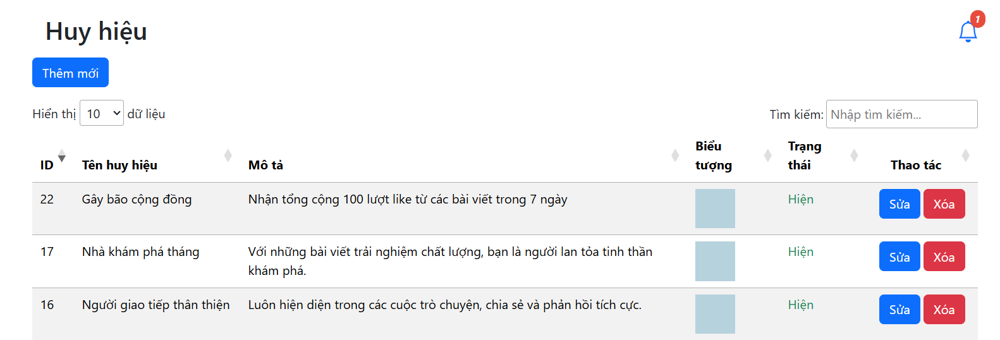 Huy hiệu
1
Thêm mới
Hiển thị 10 dữ liệu
Tìm kiếm: Nhập tìm kiếm...
ID Tên huy hiệu Mô tả Biểu tượng Trạng thái Thao tác
22 Gây bão cộng đồng Nhận tổng cộng 100 lượt like từ các bài viết trong 7 ngày Hiện Sửa Xóa
17 Nhà khám phá tháng Với những bài viết trải nghiệm chất lượng, bạn là người lan tỏa tinh thần
khám phá. Hiện Sửa Xóa
16 Người giao tiếp thân thiện Luôn hiện diện trong các cuộc trò chuyện, chia sẻ và phản hồi tích cực. Hiện Sửa Xóa